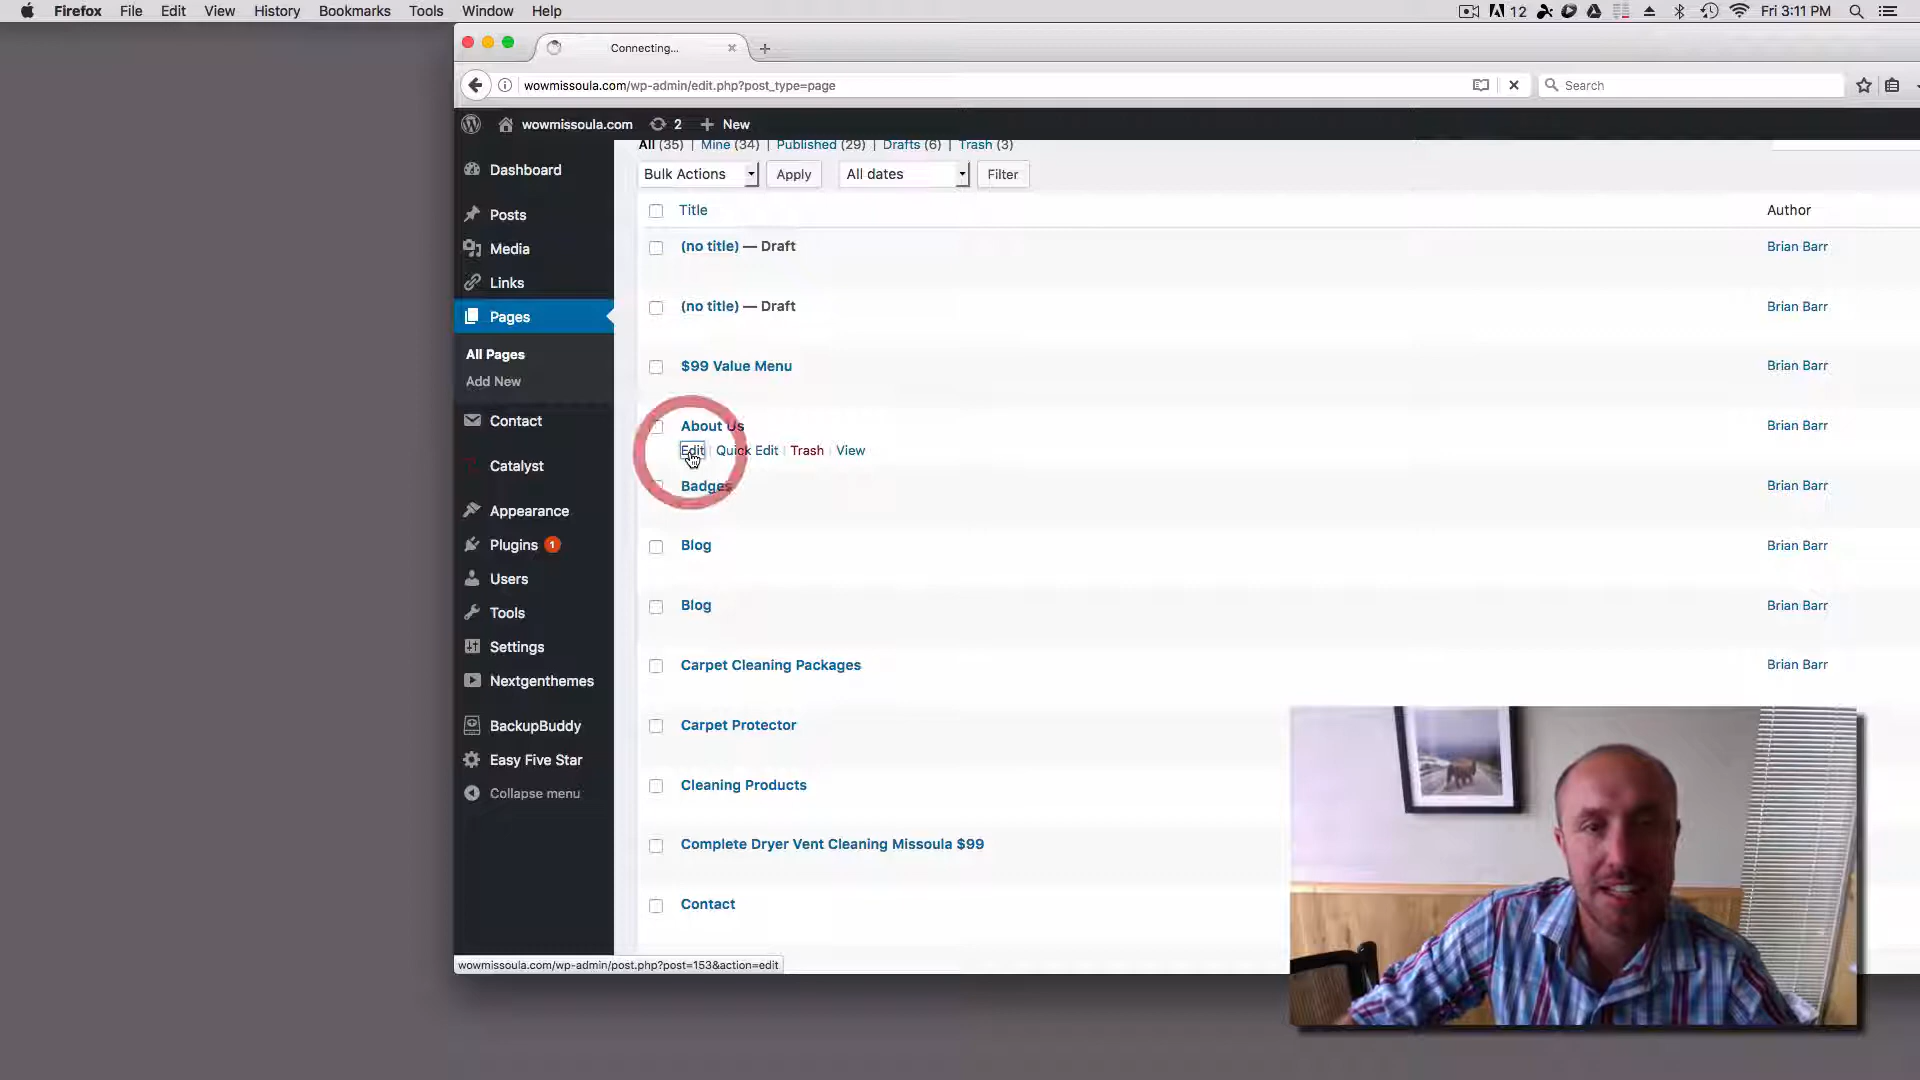 Firefox File Edit View History Bookmarks Tools Window Help 12 Fri 3:11 PM
Connecting...
wowmissoula.com/wp-admin/edit.php?post_type=page Search
wowmissoula.com 2 + New
All (35) | Mine (34) | Published (29) | Drafts (6) | Trash (3)
Bulk Actions Apply All dates Filter
Dashboard
Posts
Media
Links
Pages
All Pages
Add New
Contact
Catalyst
Appearance
Plugins 1
Users
Tools
Settings
Nextgenthemes
BackupBuddy
Easy Five Star
Collapse menu
Title Author
(no title) — Draft Brian Barr
(no title) — Draft Brian Barr
$99 Value Menu Brian Barr
About Us Brian Barr
Edit | Quick Edit | Trash | View
Badges Brian Barr
Blog Brian Barr
Blog Brian Barr
Carpet Cleaning Packages Brian Barr
Carpet Protector
Cleaning Products
Complete Dryer Vent Cleaning Missoula $99
Contact
wowmissoula.com/wp-admin/post.php?post=153&action=edit